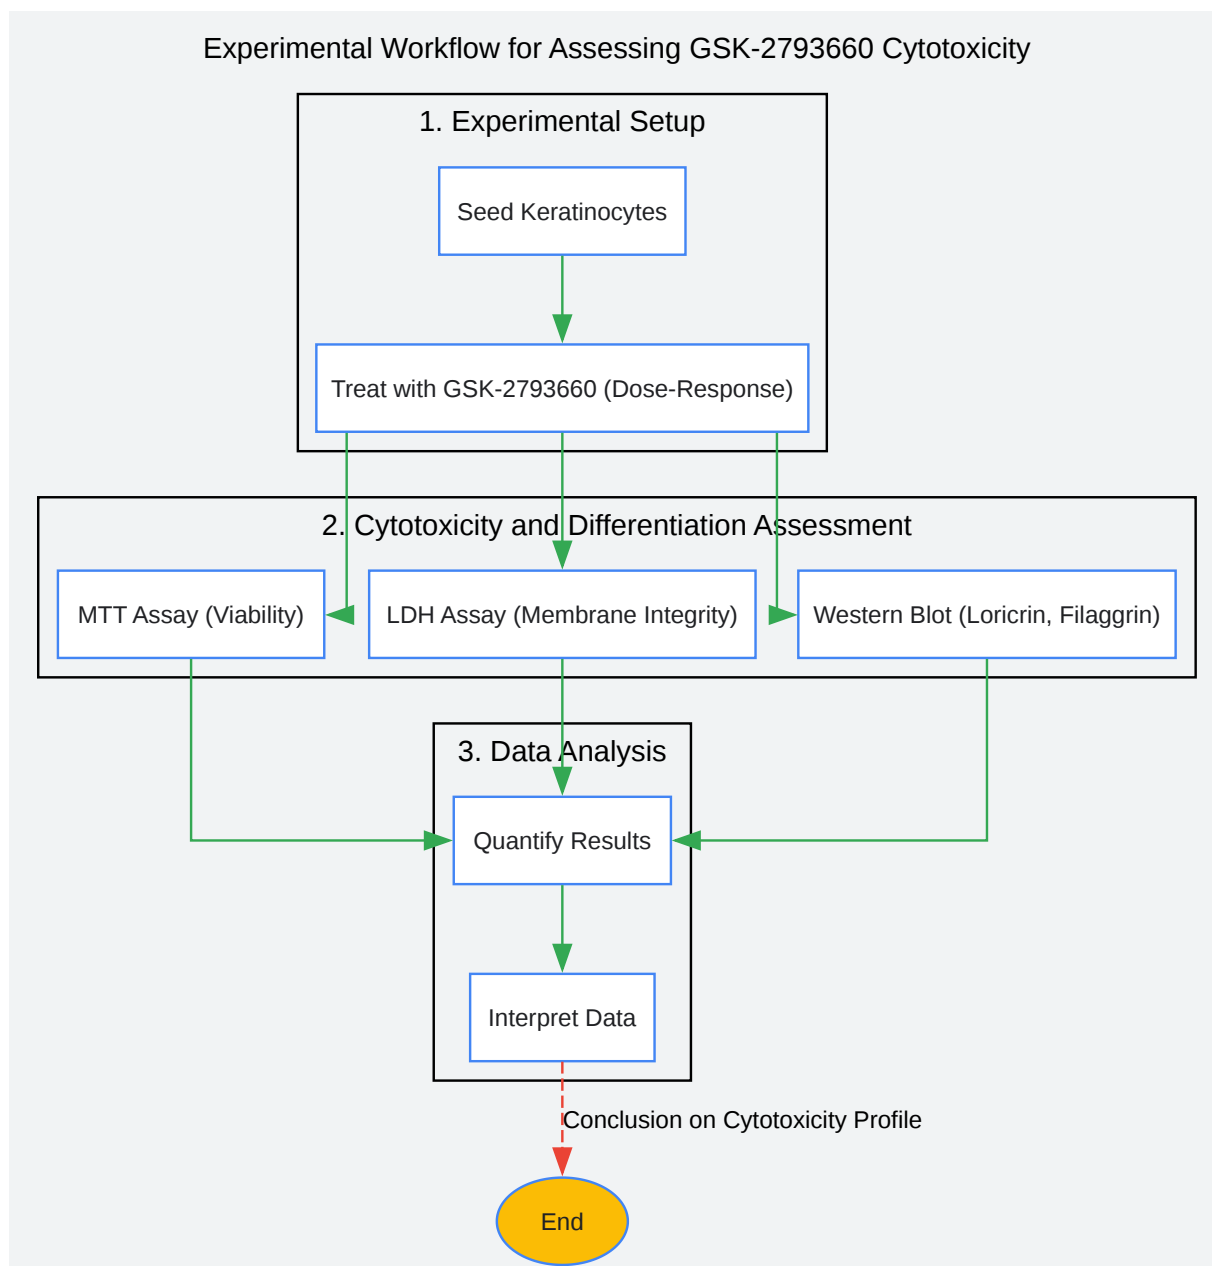 Experimental Workflow for Assessing GSK-2793660 Cytotoxicity
1. Experimental Setup
Seed Keratinocytes
Treat with GSK-2793660 (Dose-Response)
2. Cytotoxicity and Differentiation Assessment
MTT Assay (Viability)
LDH Assay (Membrane Integrity)
Western Blot (Loricrin, Filaggrin)
3. Data Analysis
Quantify Results
Interpret Data
Conclusion on Cytotoxicity Profile
End